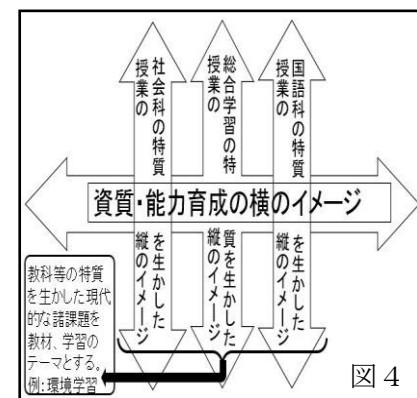 社会科の特質を生かした
授業の縦のイメージ
総合学習の特質を生かした
授業の縦のイメージ
国語科の特質を生かした
授業の縦のイメージ
資質・能力育成の横のイメージ
教科等の特質
を生かした現代
的な諸課題を
教材、学習の
テーマとする。
例:環境学習
図4